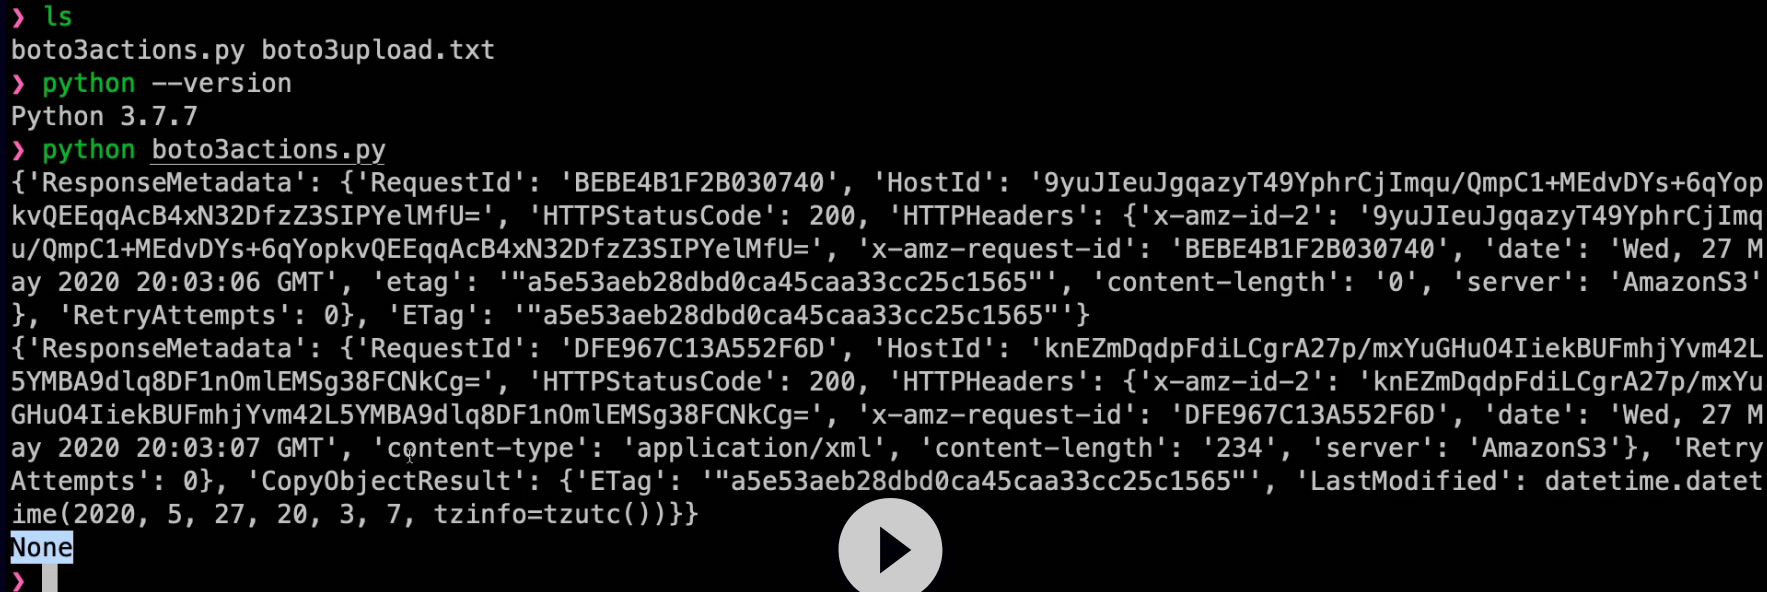 ❯ ls
boto3actions.py boto3upload.txt
❯ python --version
Python 3.7.7
❯ python boto3actions.py
{'ResponseMetadata': {'RequestId': 'BEBE4B1F2B030740', 'HostId': '9yuJIeuJgqazyT49YphrCjImqu/QmpC1+MEdvDYs+6qYop
kvQEEqqAcB4xN32DfzZ3SIPYelMfU=', 'HTTPStatusCode': 200, 'HTTPHeaders': {'x-amz-id-2': '9yuJIeuJgqazyT49YphrCjImq
u/QmpC1+MEdvDYs+6qYopkvQEEqqAcB4xN32DfzZ3SIPYelMfU=', 'x-amz-request-id': 'BEBE4B1F2B030740', 'date': 'Wed, 27 M
ay 2020 20:03:06 GMT', 'etag': '"a5e53aeb28dbd0ca45caa33cc25c1565"', 'content-length': '0', 'server': 'AmazonS3'
}, 'RetryAttempts': 0}, 'ETag': '"a5e53aeb28dbd0ca45caa33cc25c1565"'}
{'ResponseMetadata': {'RequestId': 'DFE967C13A552F6D', 'HostId': 'knEZmDqdpFdiLCgrA27p/mxYuGHuO4IiekBUFmhjYvm42L
5YMBA9dlq8DF1nOmlEMSg38FCNkCg=', 'HTTPStatusCode': 200, 'HTTPHeaders': {'x-amz-id-2': 'knEZmDqdpFdiLCgrA27p/mxYu
GHuO4IiekBUFmhjYvm42L5YMBA9dlq8DF1nOmlEMSg38FCNkCg=', 'x-amz-request-id': 'DFE967C13A552F6D', 'date': 'Wed, 27 M
ay 2020 20:03:07 GMT', 'content-type': 'application/xml', 'content-length': '234', 'server': 'AmazonS3'}, 'Retry
Attempts': 0}, 'CopyObjectResult': {'ETag': '"a5e53aeb28dbd0ca45caa33cc25c1565"', 'LastModified': datetime.datet
ime(2020, 5, 27, 20, 3, 7, tzinfo=tzutc())}}
None
❯